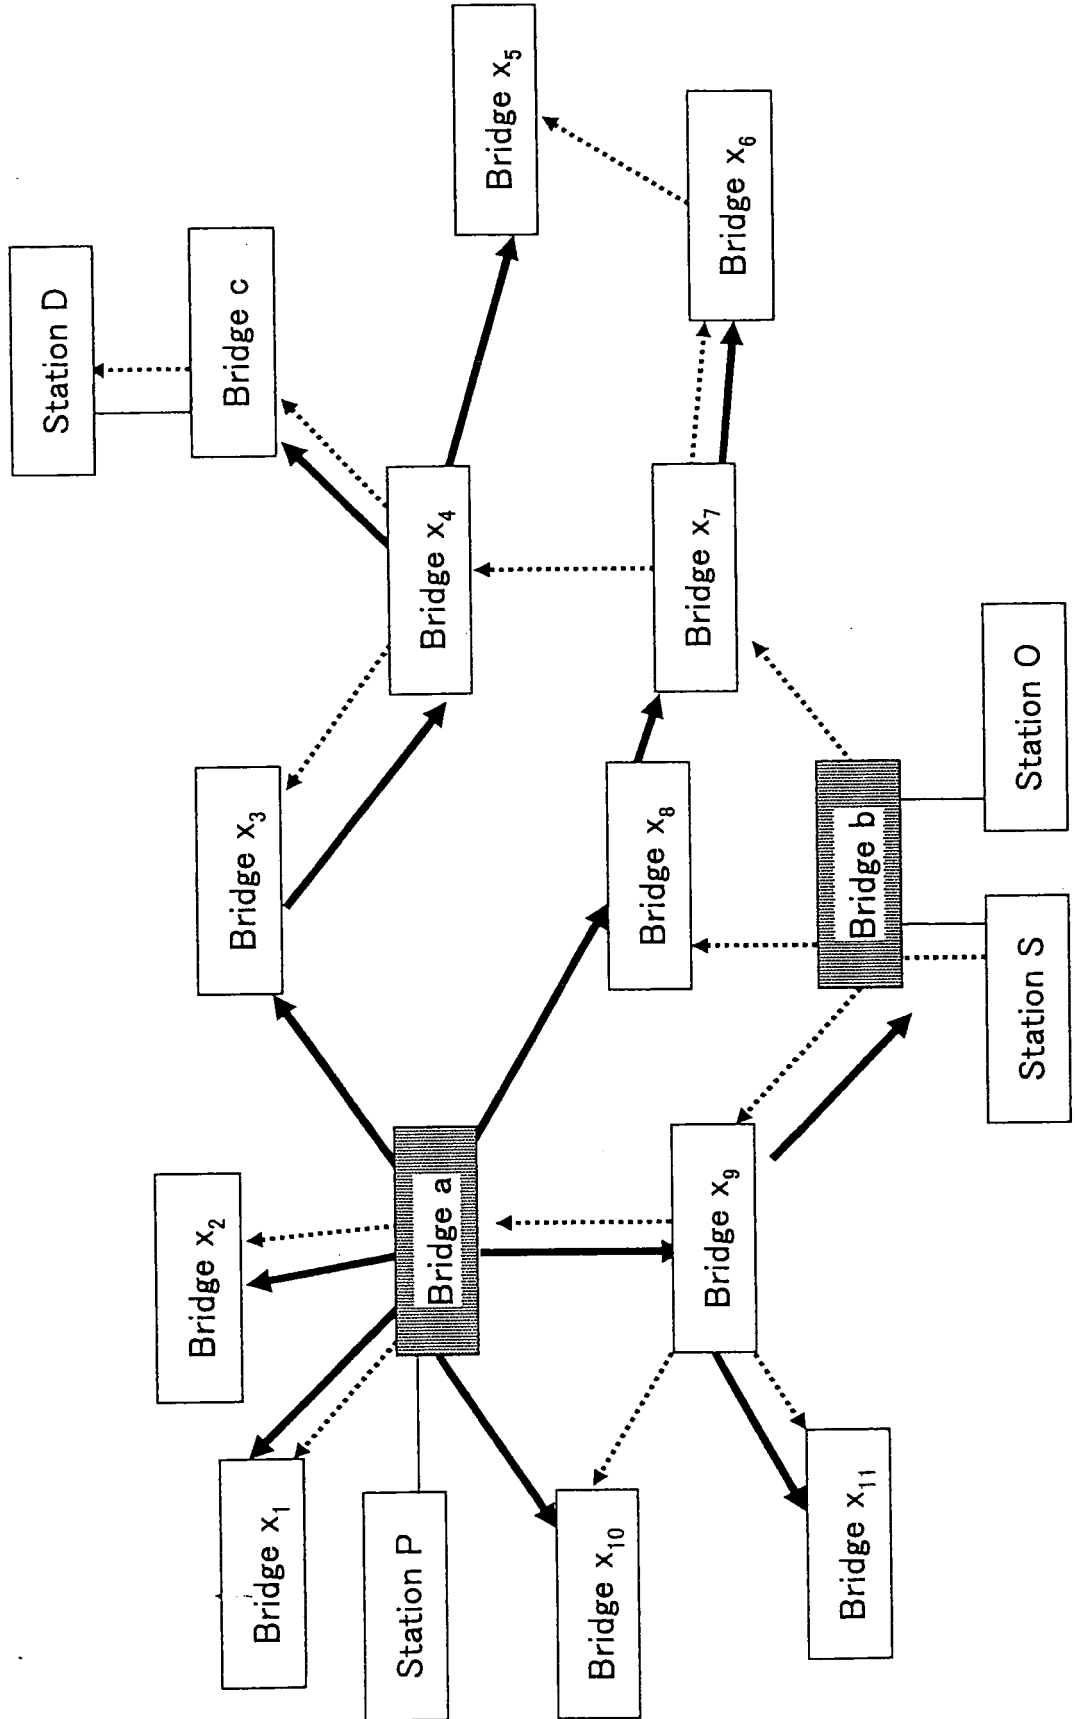 Station D
Bridge c
Bridge x₅
Bridge x₆
Bridge x₄
Bridge x₇
Bridge x₃
Bridge x₈
Bridge b
Station O
Station S
Bridge x₂
Bridge a
Bridge x₉
Bridge x₁
Station P
Bridge x₁₀
Bridge x₁₁